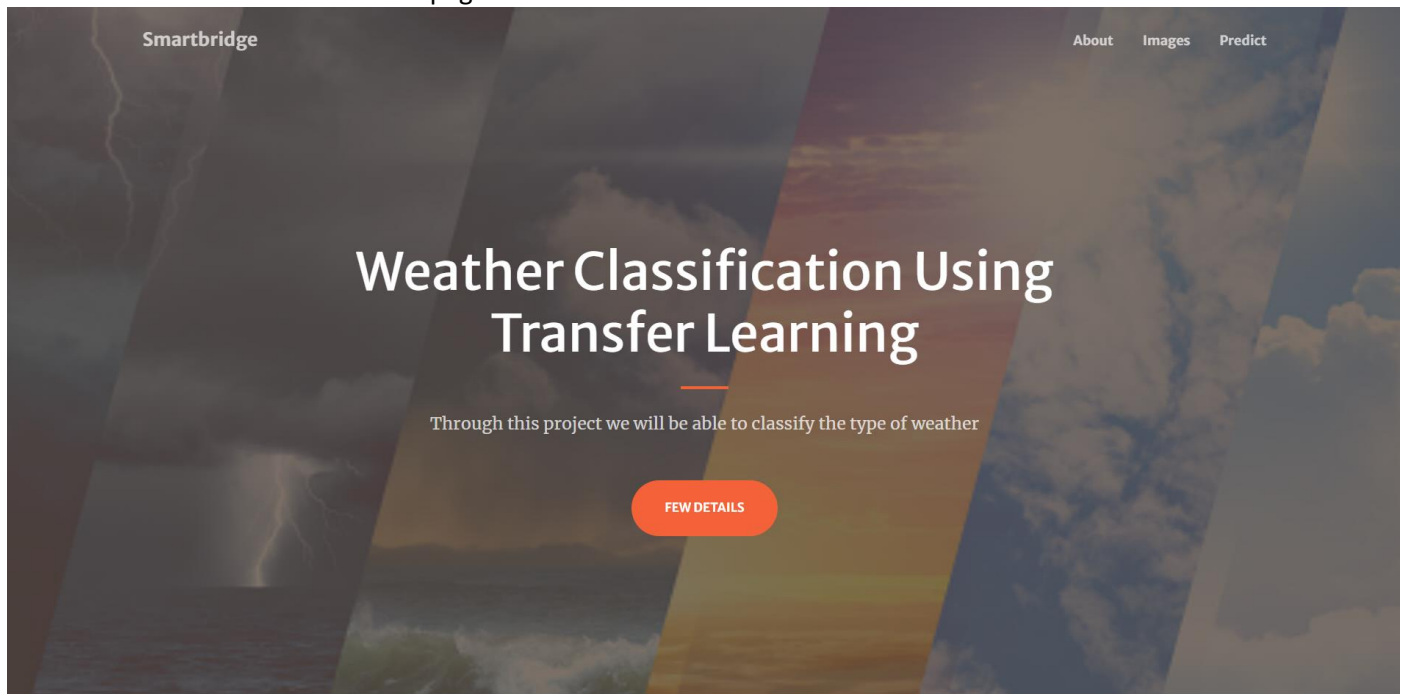 Smartbridge
About Images Predict
Weather Classification Using
Transfer Learning
Through this project we will be able to classify the type of weather
FEW DETAILS